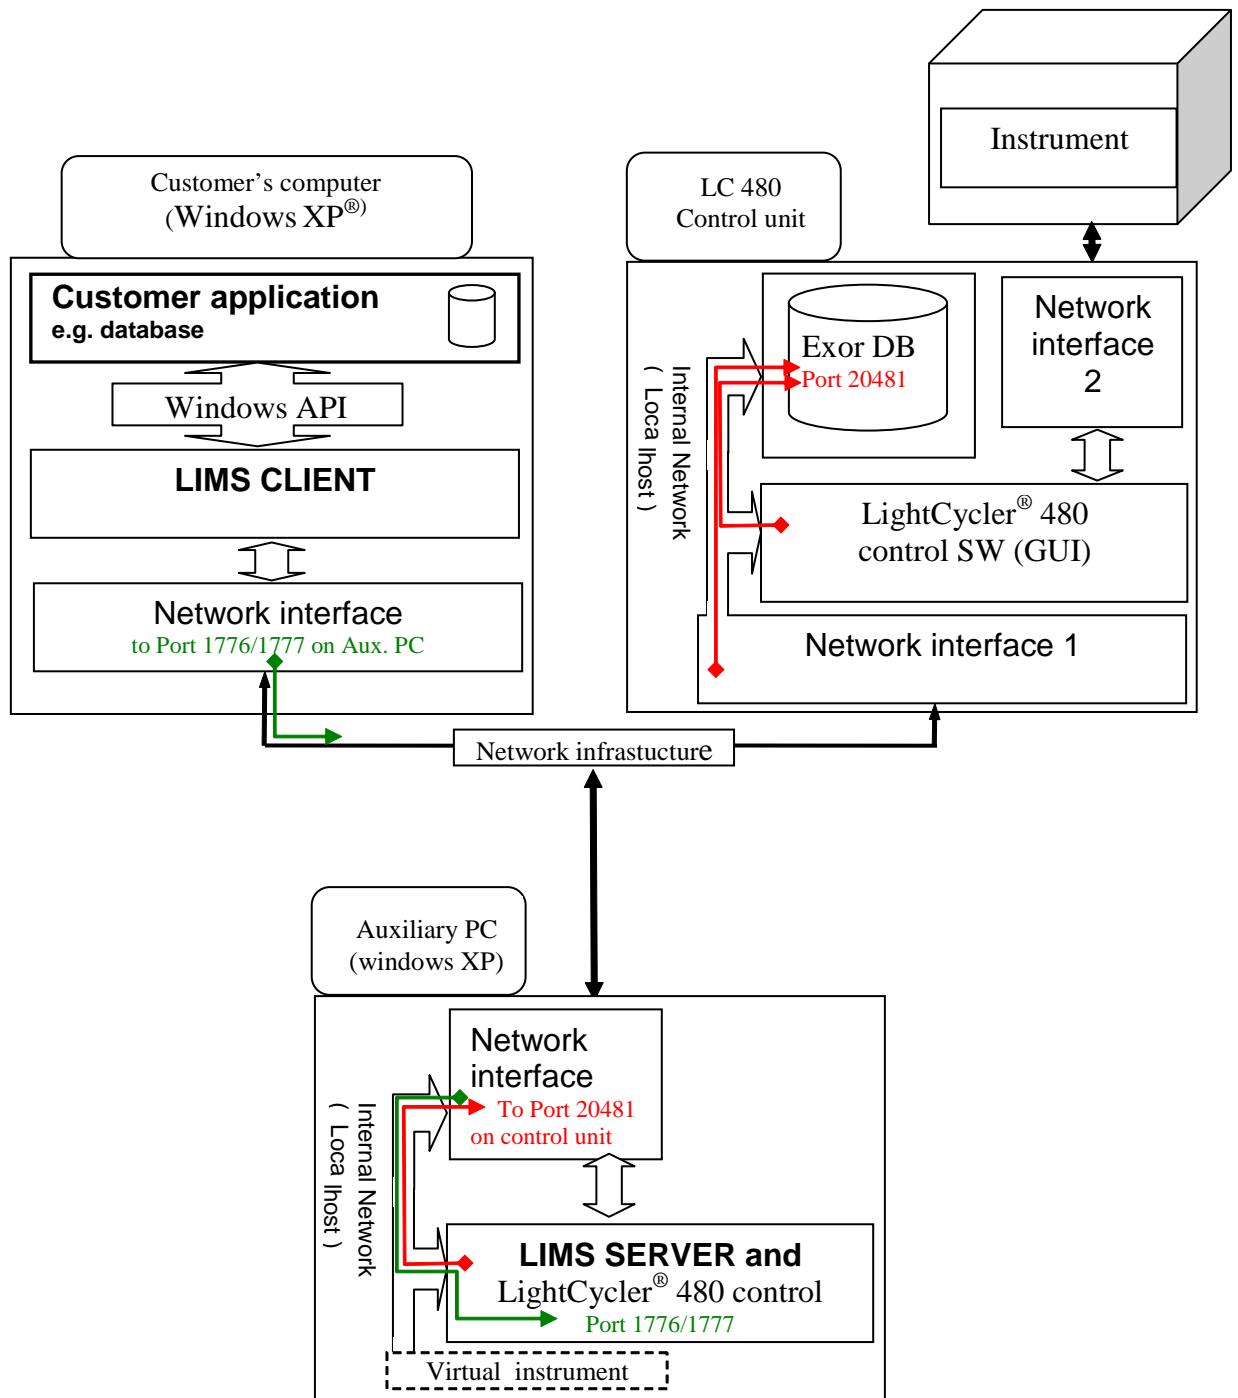 Instrument
Customer's computer
(Windows XP®)
LC 480
Control unit
Customer application
e.g. database
Windows API
LIMS CLIENT
Network interface
to Port 1776/1777 on Aux. PC
Internal Network
( Loca lhost )
Exor DB
Port 20481
Network
interface
2
LightCycler® 480
control SW (GUI)
Network interface 1
Network infrastucture
Auxiliary PC
(windows XP)
Internal Network
( Loca lhost )
Network
interface
To Port 20481
on control unit
LIMS SERVER and
LightCycler® 480 control
Port 1776/1777
Virtual instrument